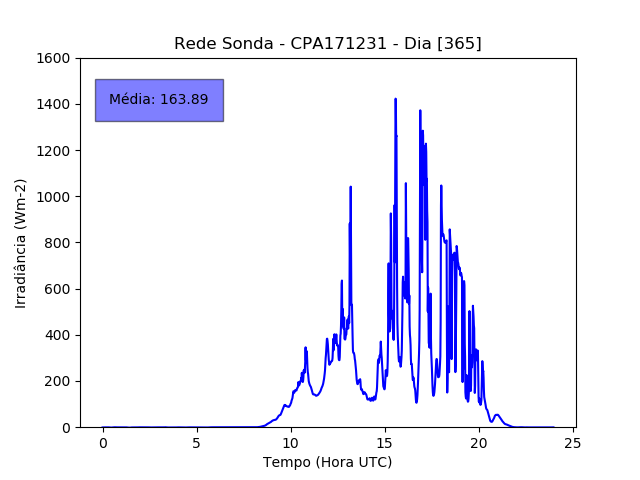 Rede Sonda - CPA171231 - Dia [365]
Média: 163.89
Irradiância (Wm-2)
1600
1400
1200
1000
800
600
400
200
0
0 5 10 15 20 25
Tempo (Hora UTC)